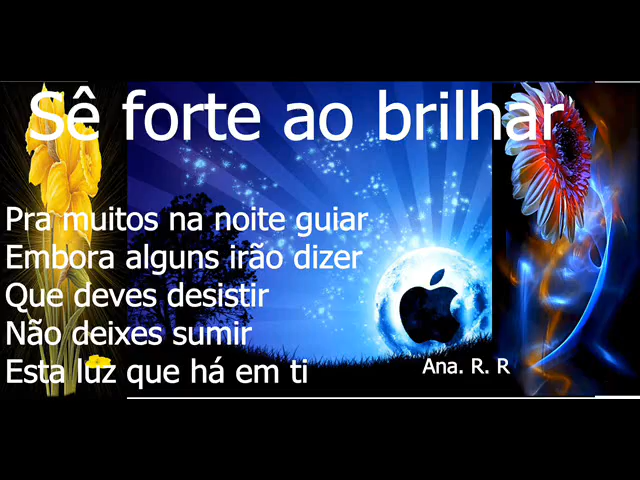 Sê forte ao brilhar
Pra muitos na noite guiar
Embora alguns irão dizer
Que deves desistir
Não deixes sumir
Esta luz que há em ti
Ana. R. R